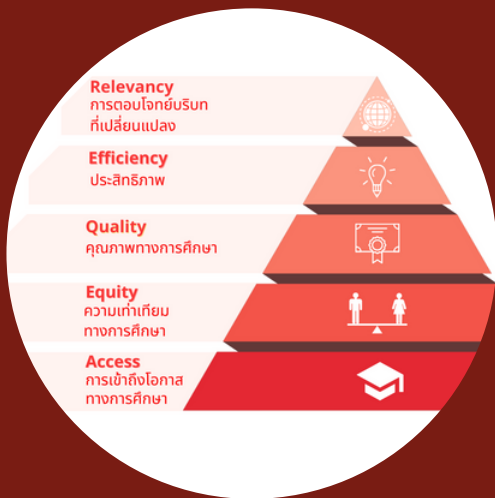 Relevancy
การตอบโจทย์บริบท
ที่เปลี่ยนแปลง
Efficiency
ประสิทธิภาพ
Quality
คุณภาพทางการศึกษา
Equity
ความเท่าเทียม
ทางการศึกษา
Access
การเข้าถึงโอกาส
ทางการศึกษา